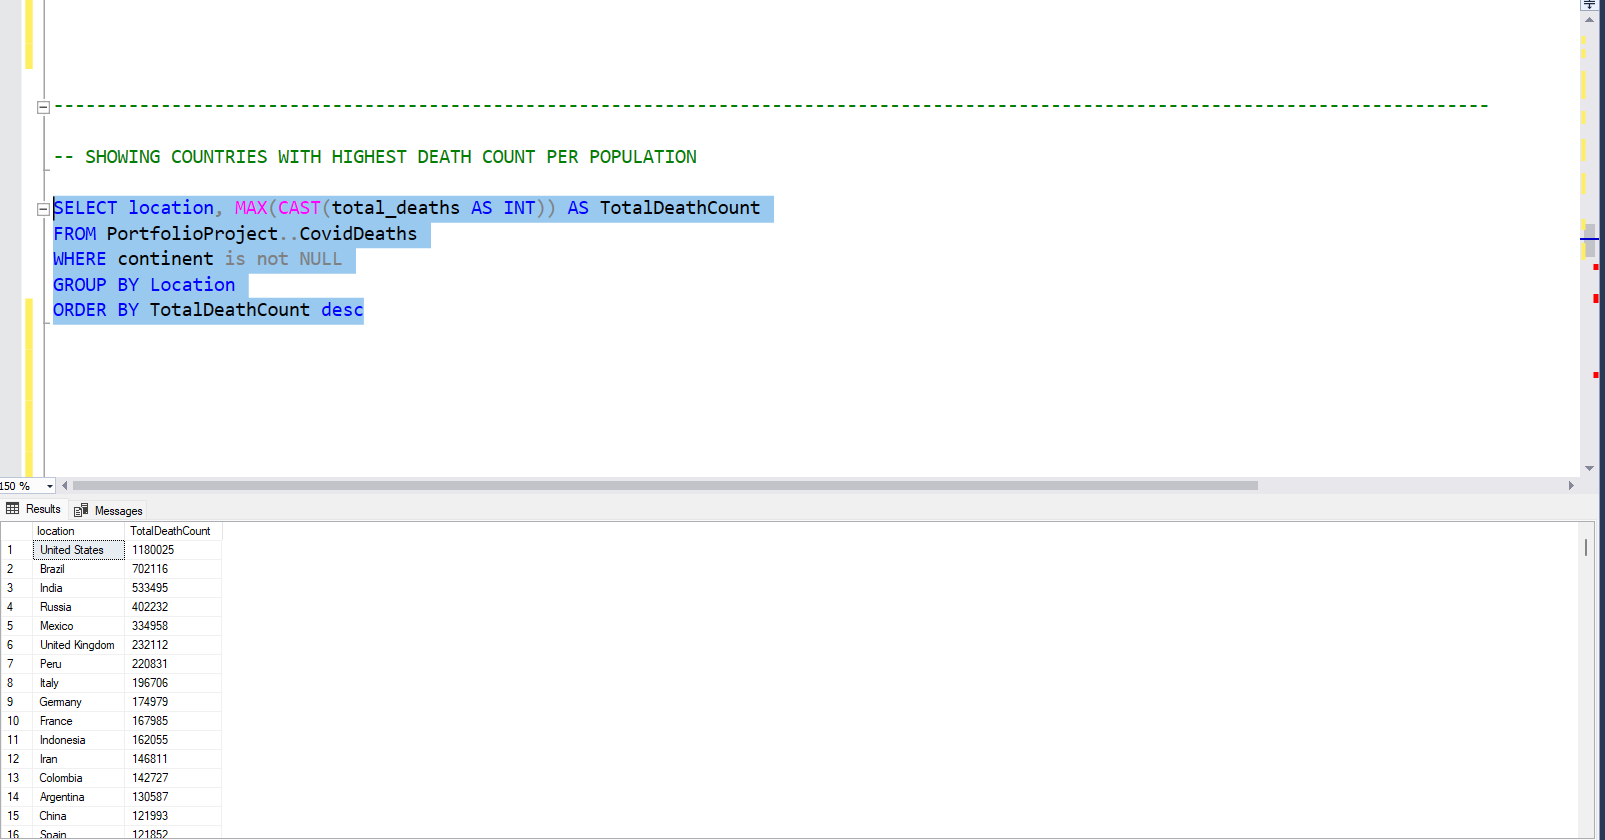 -- SHOWING COUNTRIES WITH HIGHEST DEATH COUNT PER POPULATION
SELECT location, MAX(CAST(total_deaths AS INT)) AS TotalDeathCount
FROM PortfolioProject..CovidDeaths
WHERE continent is not NULL
GROUP BY Location
ORDER BY TotalDeathCount desc
150 %
Results Messages
location TotalDeathCount
1 United States 1180025
2 Brazil 702116
3 India 533495
4 Russia 402232
5 Mexico 334958
6 United Kingdom 232112
7 Peru 220831
8 Italy 196706
9 Germany 174979
10 France 167985
11 Indonesia 162055
12 Iran 146811
13 Colombia 142727
14 Argentina 130587
15 China 121993
16 Spain 121852